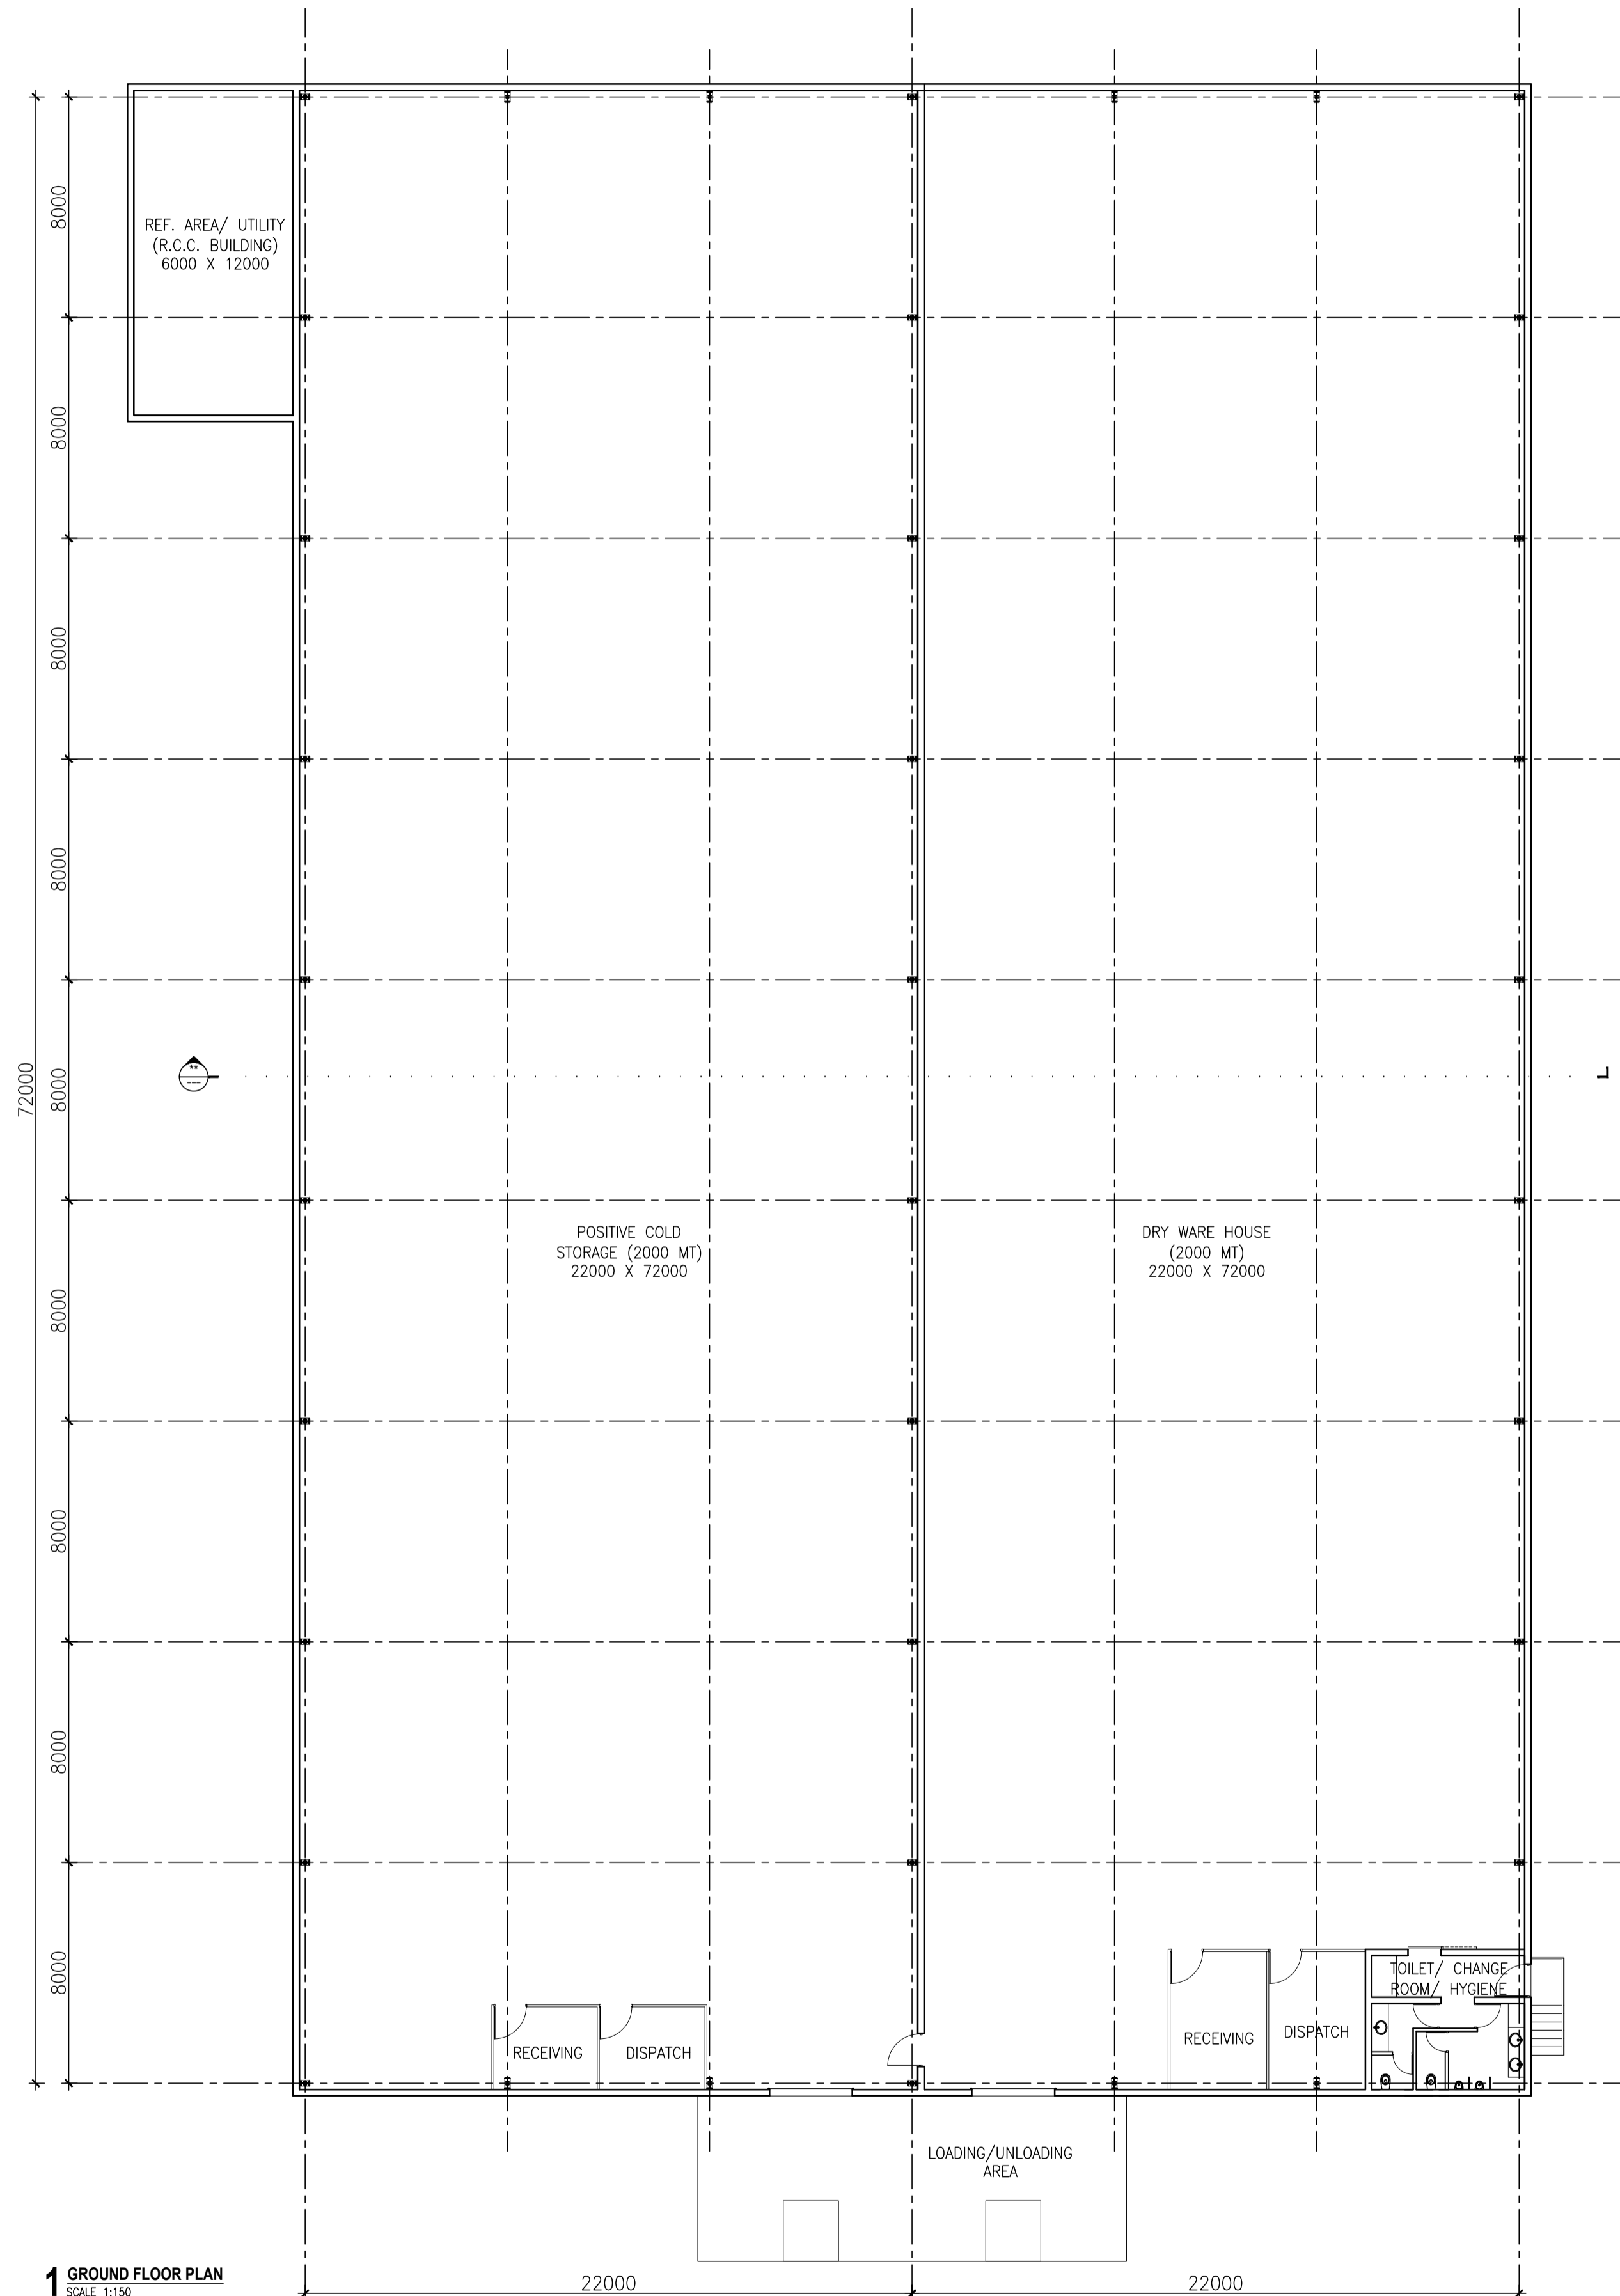 8000
REF. AREA/ UTILITY
(R.C.C. BUILDING)
6000 X 12000
8000
8000
8000
72000
8000
**
---
POSITIVE COLD
STORAGE (2000 MT)
22000 X 72000
DRY WARE HOUSE
(2000 MT)
22000 X 72000
8000
8000
8000
8000
RECEIVING
DISPATCH
RECEIVING
DISPATCH
TOILET/ CHANGE
ROOM/ HYGIENE
LOADING/UNLOADING
AREA
1 GROUND FLOOR PLAN
SCALE 1:150
22000
22000